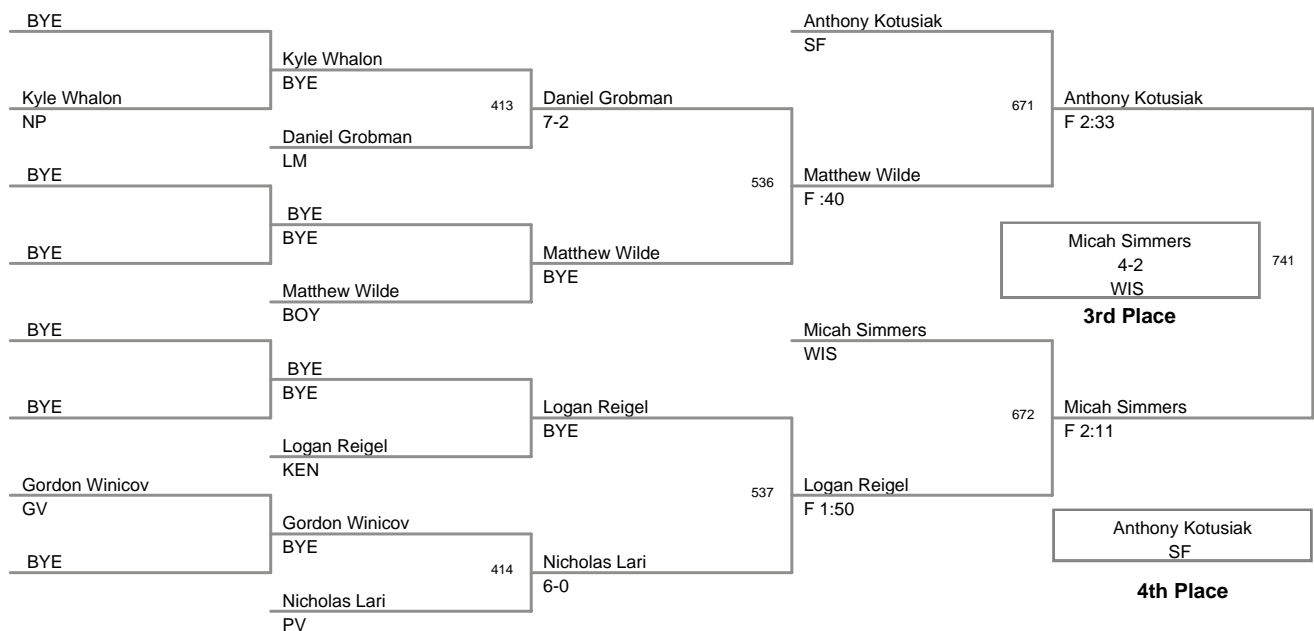 BYE
Kyle Whalon
NP
BYE
BYE
BYE
BYE
Gordon Winicov
GV
BYE
Kyle Whalon
BYE
413
Daniel Grobman
LM
BYE
BYE
Matthew Wilde
BOY
BYE
BYE
Logan Reigel
KEN
Gordon Winicov
BYE
414
Nicholas Lari
PV
Daniel Grobman
7-2
536
Matthew Wilde
BYE
Logan Reigel
BYE
537
Nicholas Lari
6-0
Anthony Kotusiak
SF
671
Matthew Wilde
F :40
Micah Simmers
WIS
672
Logan Reigel
F 1:50
Anthony Kotusiak
F 2:33
Micah Simmers
4-2
WIS
741
3rd Place
Micah Simmers
F 2:11
Anthony Kotusiak
SF
4th Place